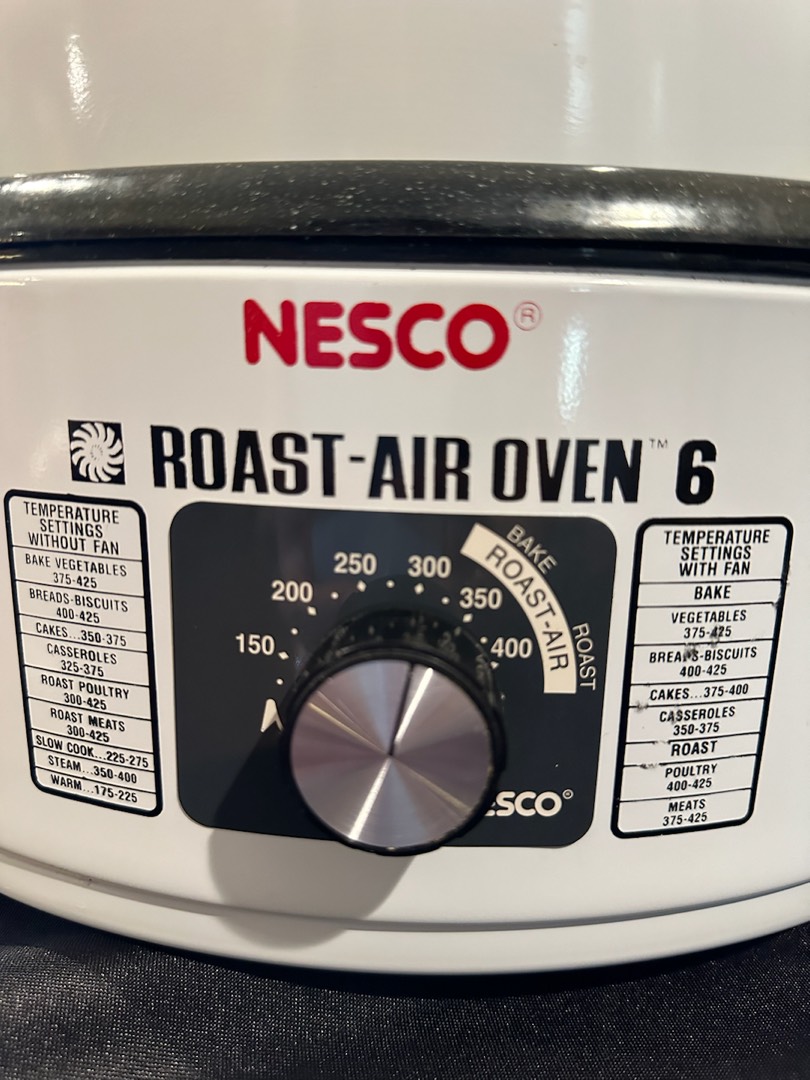 NESCO®
ROAST-AIR OVEN™ 6
TEMPERATURE
SETTINGS
WITHOUT FAN
BAKE VEGETABLES
375-425
BREADS-BISCUITS
400-425
CAKES...350-375
CASSEROLES
325-375
ROAST POULTRY
300-425
ROAST MEATS
300-425
SLOW COOK...225-275
STEAM...350-400
WARM...175-225
150
200
250
300
350
400
BAKE
ROAST-AIR
ROAST
ESCO®
TEMPERATURE
SETTINGS
WITH FAN
BAKE
VEGETABLES
375-425
BREADS-BISCUITS
400-425
CAKES...375-400
CASSEROLES
350-375
ROAST
POULTRY
400-425
MEATS
375-425